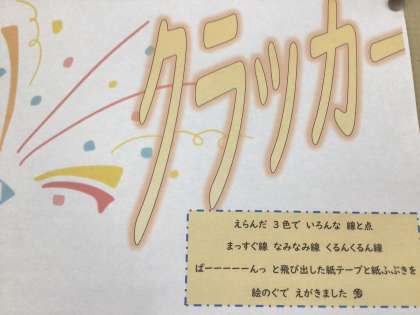 クラッカー
えらんだ 3色で いろんな 線と点
まっすぐ線 なみなみ線 くるんくるん線
ぱーーーーーんっ と飛び出した紙テープと紙ふぶきを
絵のぐで えがきました